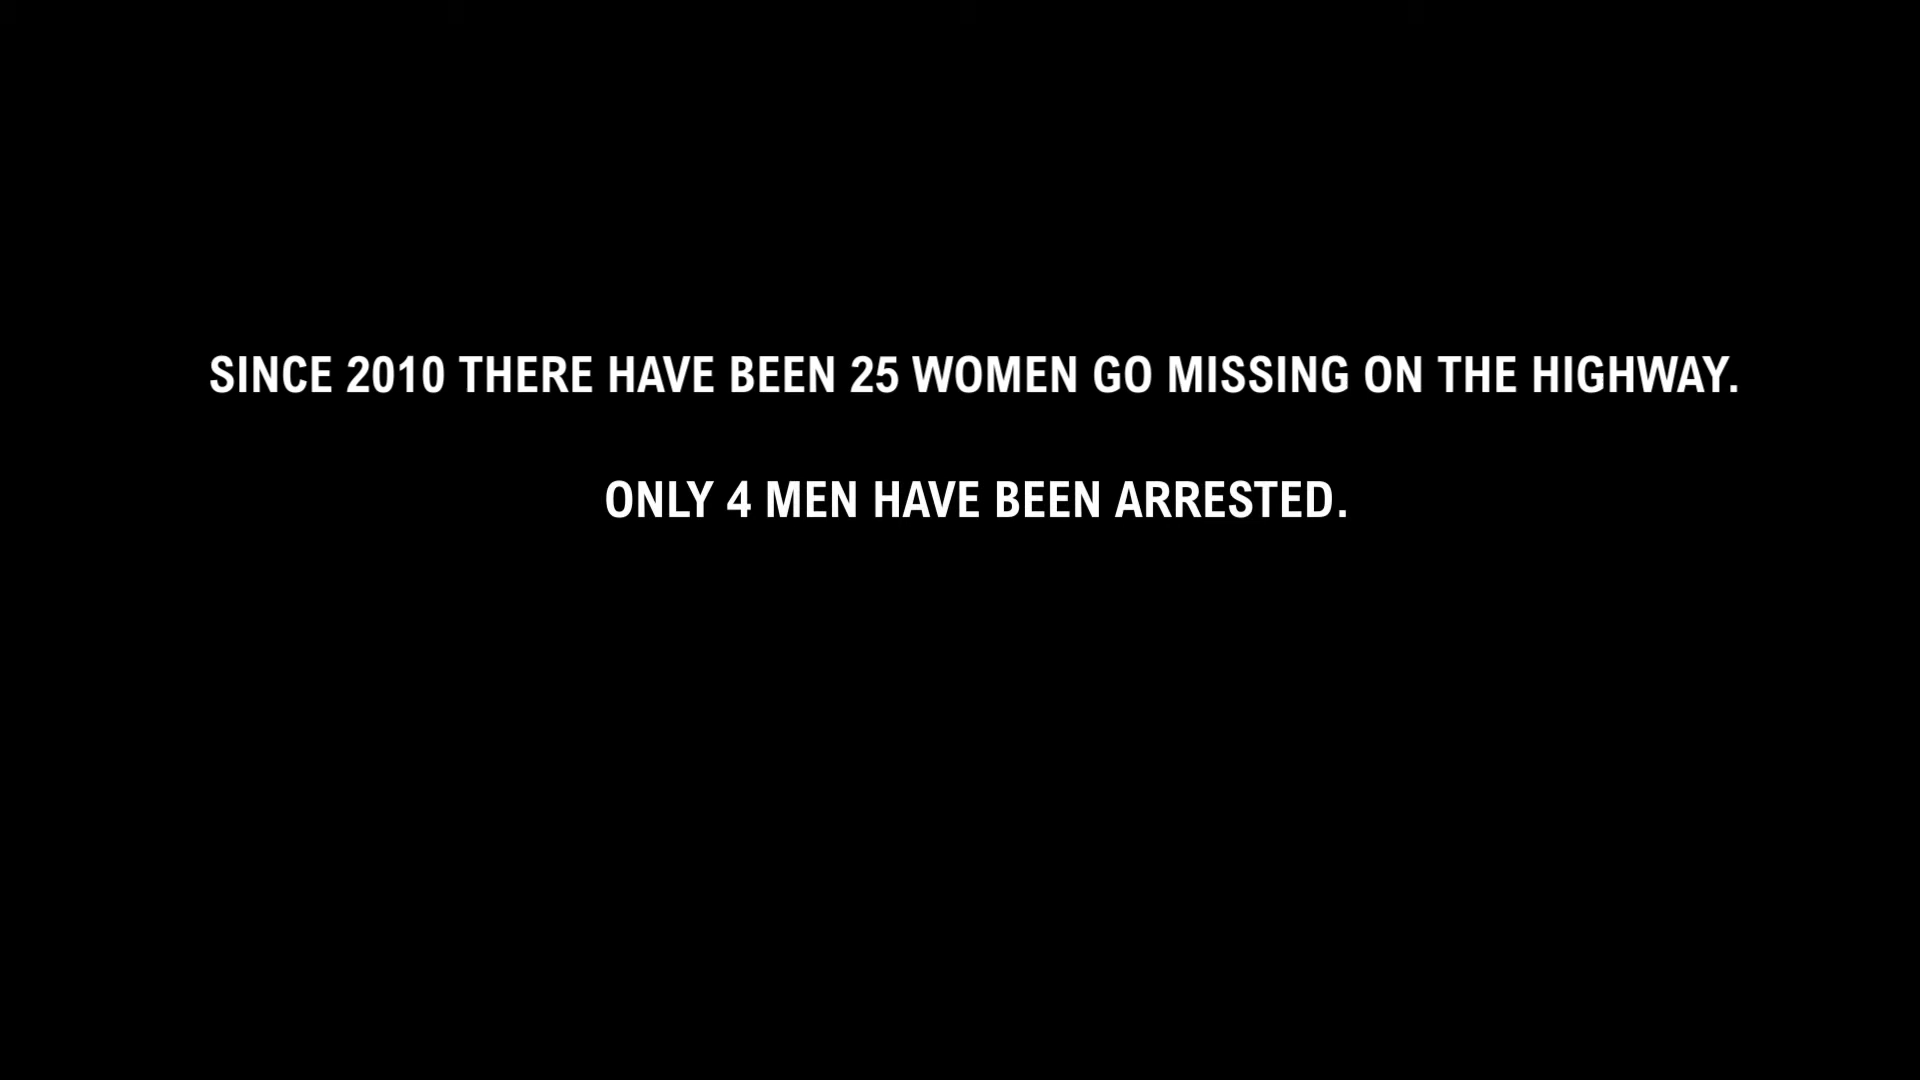 SINCE 2010 THERE HAVE BEEN 25 WOMEN GO MISSING ON THE HIGHWAY.
ONLY 4 MEN HAVE BEEN ARRESTED.